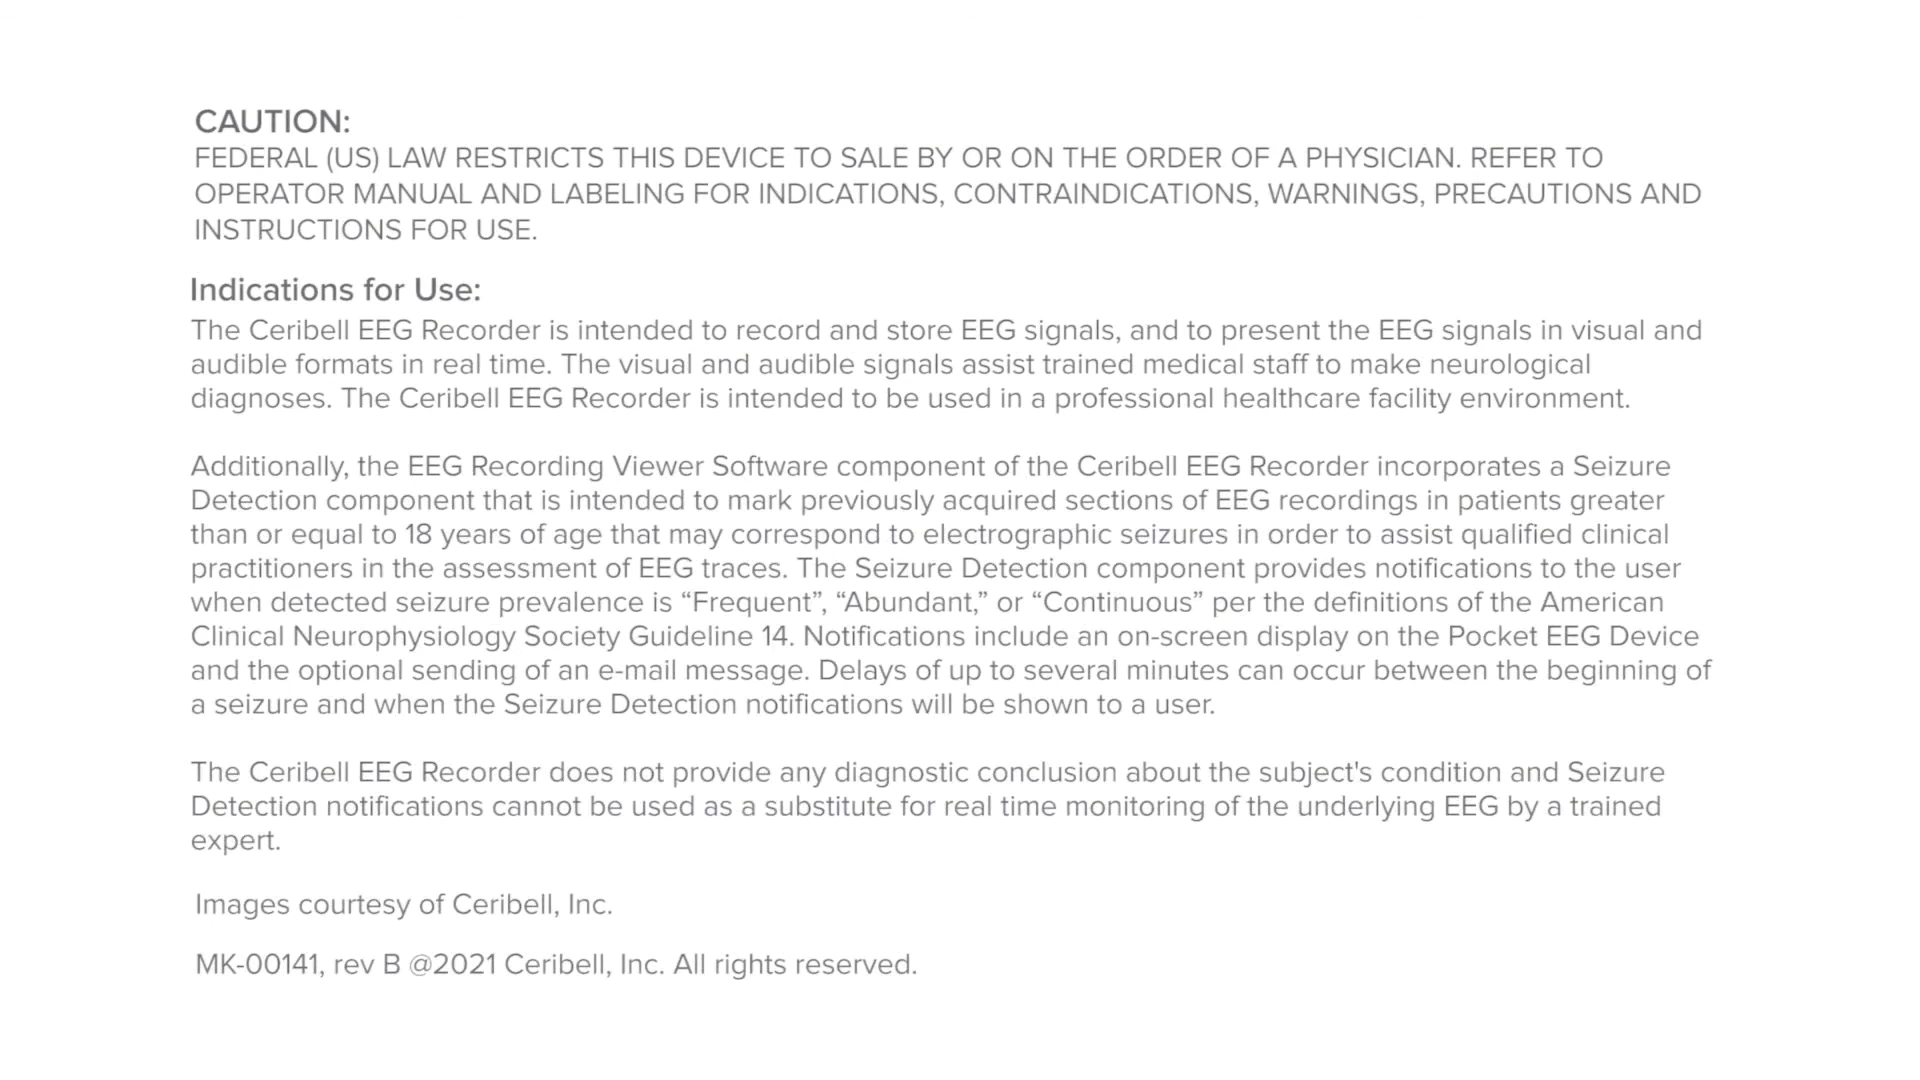 CAUTION:
FEDERAL (US) LAW RESTRICTS THIS DEVICE TO SALE BY OR ON THE ORDER OF A PHYSICIAN. REFER TO
OPERATOR MANUAL AND LABELING FOR INDICATIONS, CONTRAINDICATIONS, WARNINGS, PRECAUTIONS AND
INSTRUCTIONS FOR USE.
Indications for Use:
The Ceribell EEG Recorder is intended to record and store EEG signals, and to present the EEG signals in visual and
audible formats in real time. The visual and audible signals assist trained medical staff to make neurological
diagnoses. The Ceribell EEG Recorder is intended to be used in a professional healthcare facility environment.
Additionally, the EEG Recording Viewer Software component of the Ceribell EEG Recorder incorporates a Seizure
Detection component that is intended to mark previously acquired sections of EEG recordings in patients greater
than or equal to 18 years of age that may correspond to electrographic seizures in order to assist qualified clinical
practitioners in the assessment of EEG traces. The Seizure Detection component provides notifications to the user
when detected seizure prevalence is “Frequent”, “Abundant,” or “Continuous” per the definitions of the American
Clinical Neurophysiology Society Guideline 14. Notifications include an on-screen display on the Pocket EEG Device
and the optional sending of an e-mail message. Delays of up to several minutes can occur between the beginning of
a seizure and when the Seizure Detection notifications will be shown to a user.
The Ceribell EEG Recorder does not provide any diagnostic conclusion about the subject's condition and Seizure
Detection notifications cannot be used as a substitute for real time monitoring of the underlying EEG by a trained
expert.
Images courtesy of Ceribell, Inc.
MK-00141, rev B @2021 Ceribell, Inc. All rights reserved.